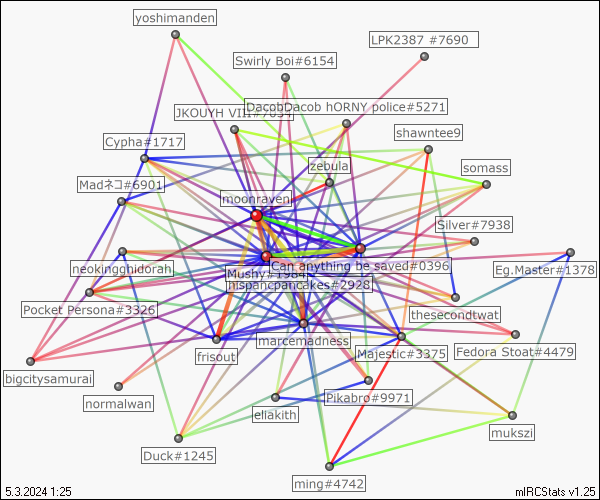 yoshimanden
LPK2387 #7690
Swirly Boi#6154
DacobDacob hORNY police#5271
JKOUYH VIII#7034
shawntee9
Cypha#1717
zebula
somass
Madネコ#6901
moonraven
Silver#7938
Can anything be saved#0396
neokingghidorah
Eg.Master#1378
Mushy#1984
hispancpancakes#2928
Pocket Persona#3326
thesecondtwat
marcemadness
Fedora Stoat#4479
frisout
Majestic#3375
bigcitysamurai
Pikabro#9971
normalwan
eliakith
mukszi
Duck#1245
ming#4742
5.3.2024 1:25
mIRCStats v1.25